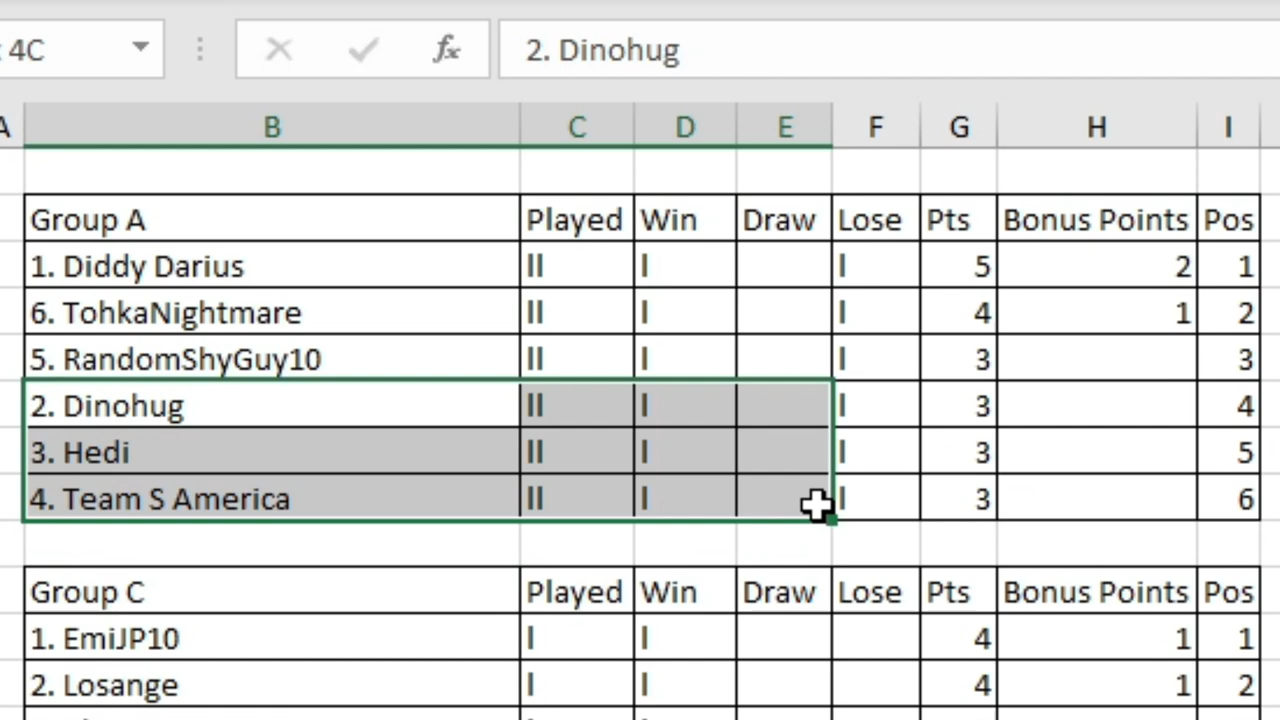 4C fx 2. Dinohug
A B C D E F G H I
Group A Played Win Draw Lose Pts Bonus Points Pos
1. Diddy Darius II I I 5 2 1
6. TohkaNightmare II I I 4 1 2
5. RandomShyGuy10 II I I 3 3
2. Dinohug II I I 3 4
3. Hedi II I I 3 5
4. Team S America II I I 3 6
Group C Played Win Draw Lose Pts Bonus Points Pos
1. EmiJP10 I I 4 1 1
2. Losange I I 4 1 2